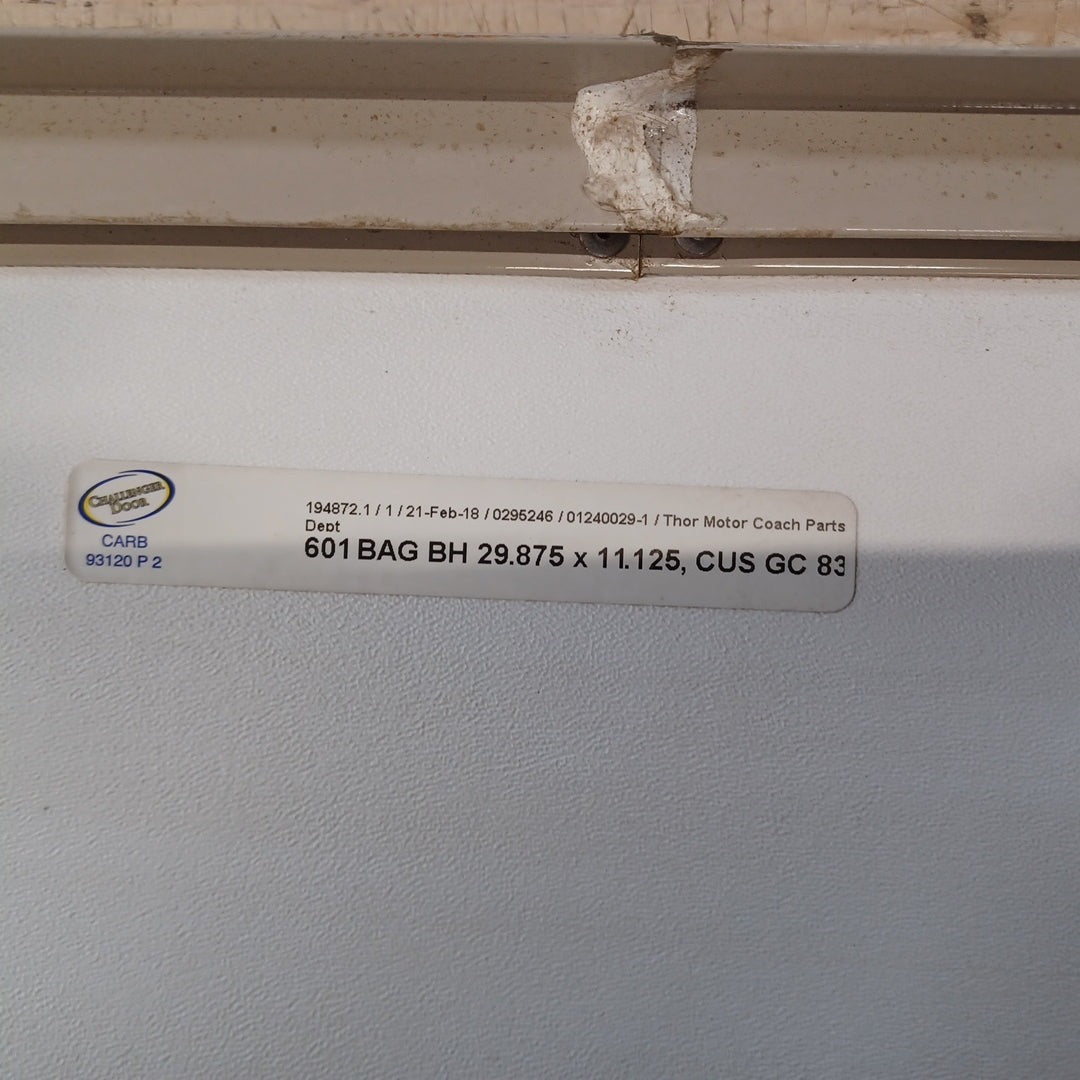 CHALLENGER
DOOR
CARB
93120 P 2
194872.1 / 1 / 21-Feb-18 / 0295246 / 01240029-1 / Thor Motor Coach Parts
Dept
601 BAG BH 29.875 x 11.125, CUS GC 83